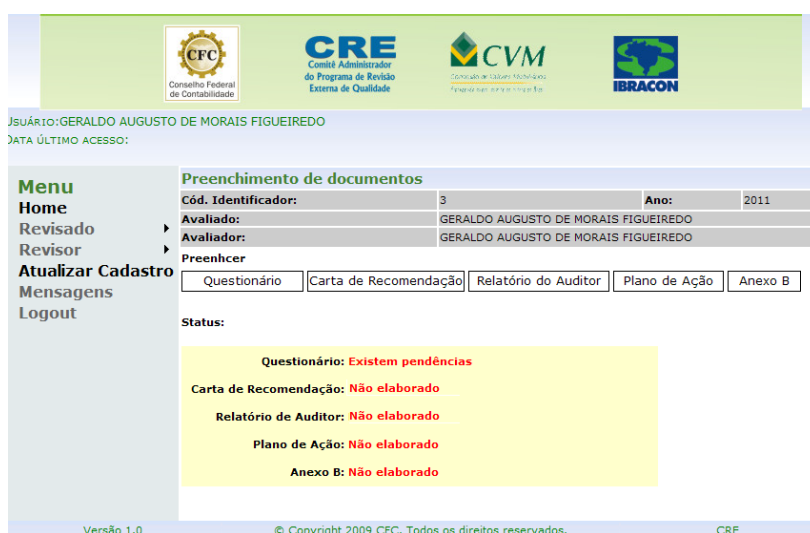 CFC
Conselho Federal
de Contabilidade
CRE
Comitê Administrador
do Programa de Revisão
Externa de Qualidade
CVM
IBRACON
USUÁRIO:GERALDO AUGUSTO DE MORAIS FIGUEIREDO
DATA ÚLTIMO ACESSO:
Menu
Home
Revisado
Revisor
Atualizar Cadastro
Mensagens
Logout
Preenchimento de documentos
Cód. Identificador: 3 Ano: 2011
Avaliado: GERALDO AUGUSTO DE MORAIS FIGUEIREDO
Avaliador: GERALDO AUGUSTO DE MORAIS FIGUEIREDO
Preenhcer
Questionário Carta de Recomendação Relatório do Auditor Plano de Ação Anexo B
Status:
Questionário: Existem pendências
Carta de Recomendação: Não elaborado
Relatório de Auditor: Não elaborado
Plano de Ação: Não elaborado
Anexo B: Não elaborado
Versão 1.0 © Copyright 2009 CFC. Todos os direitos reservados. CRE